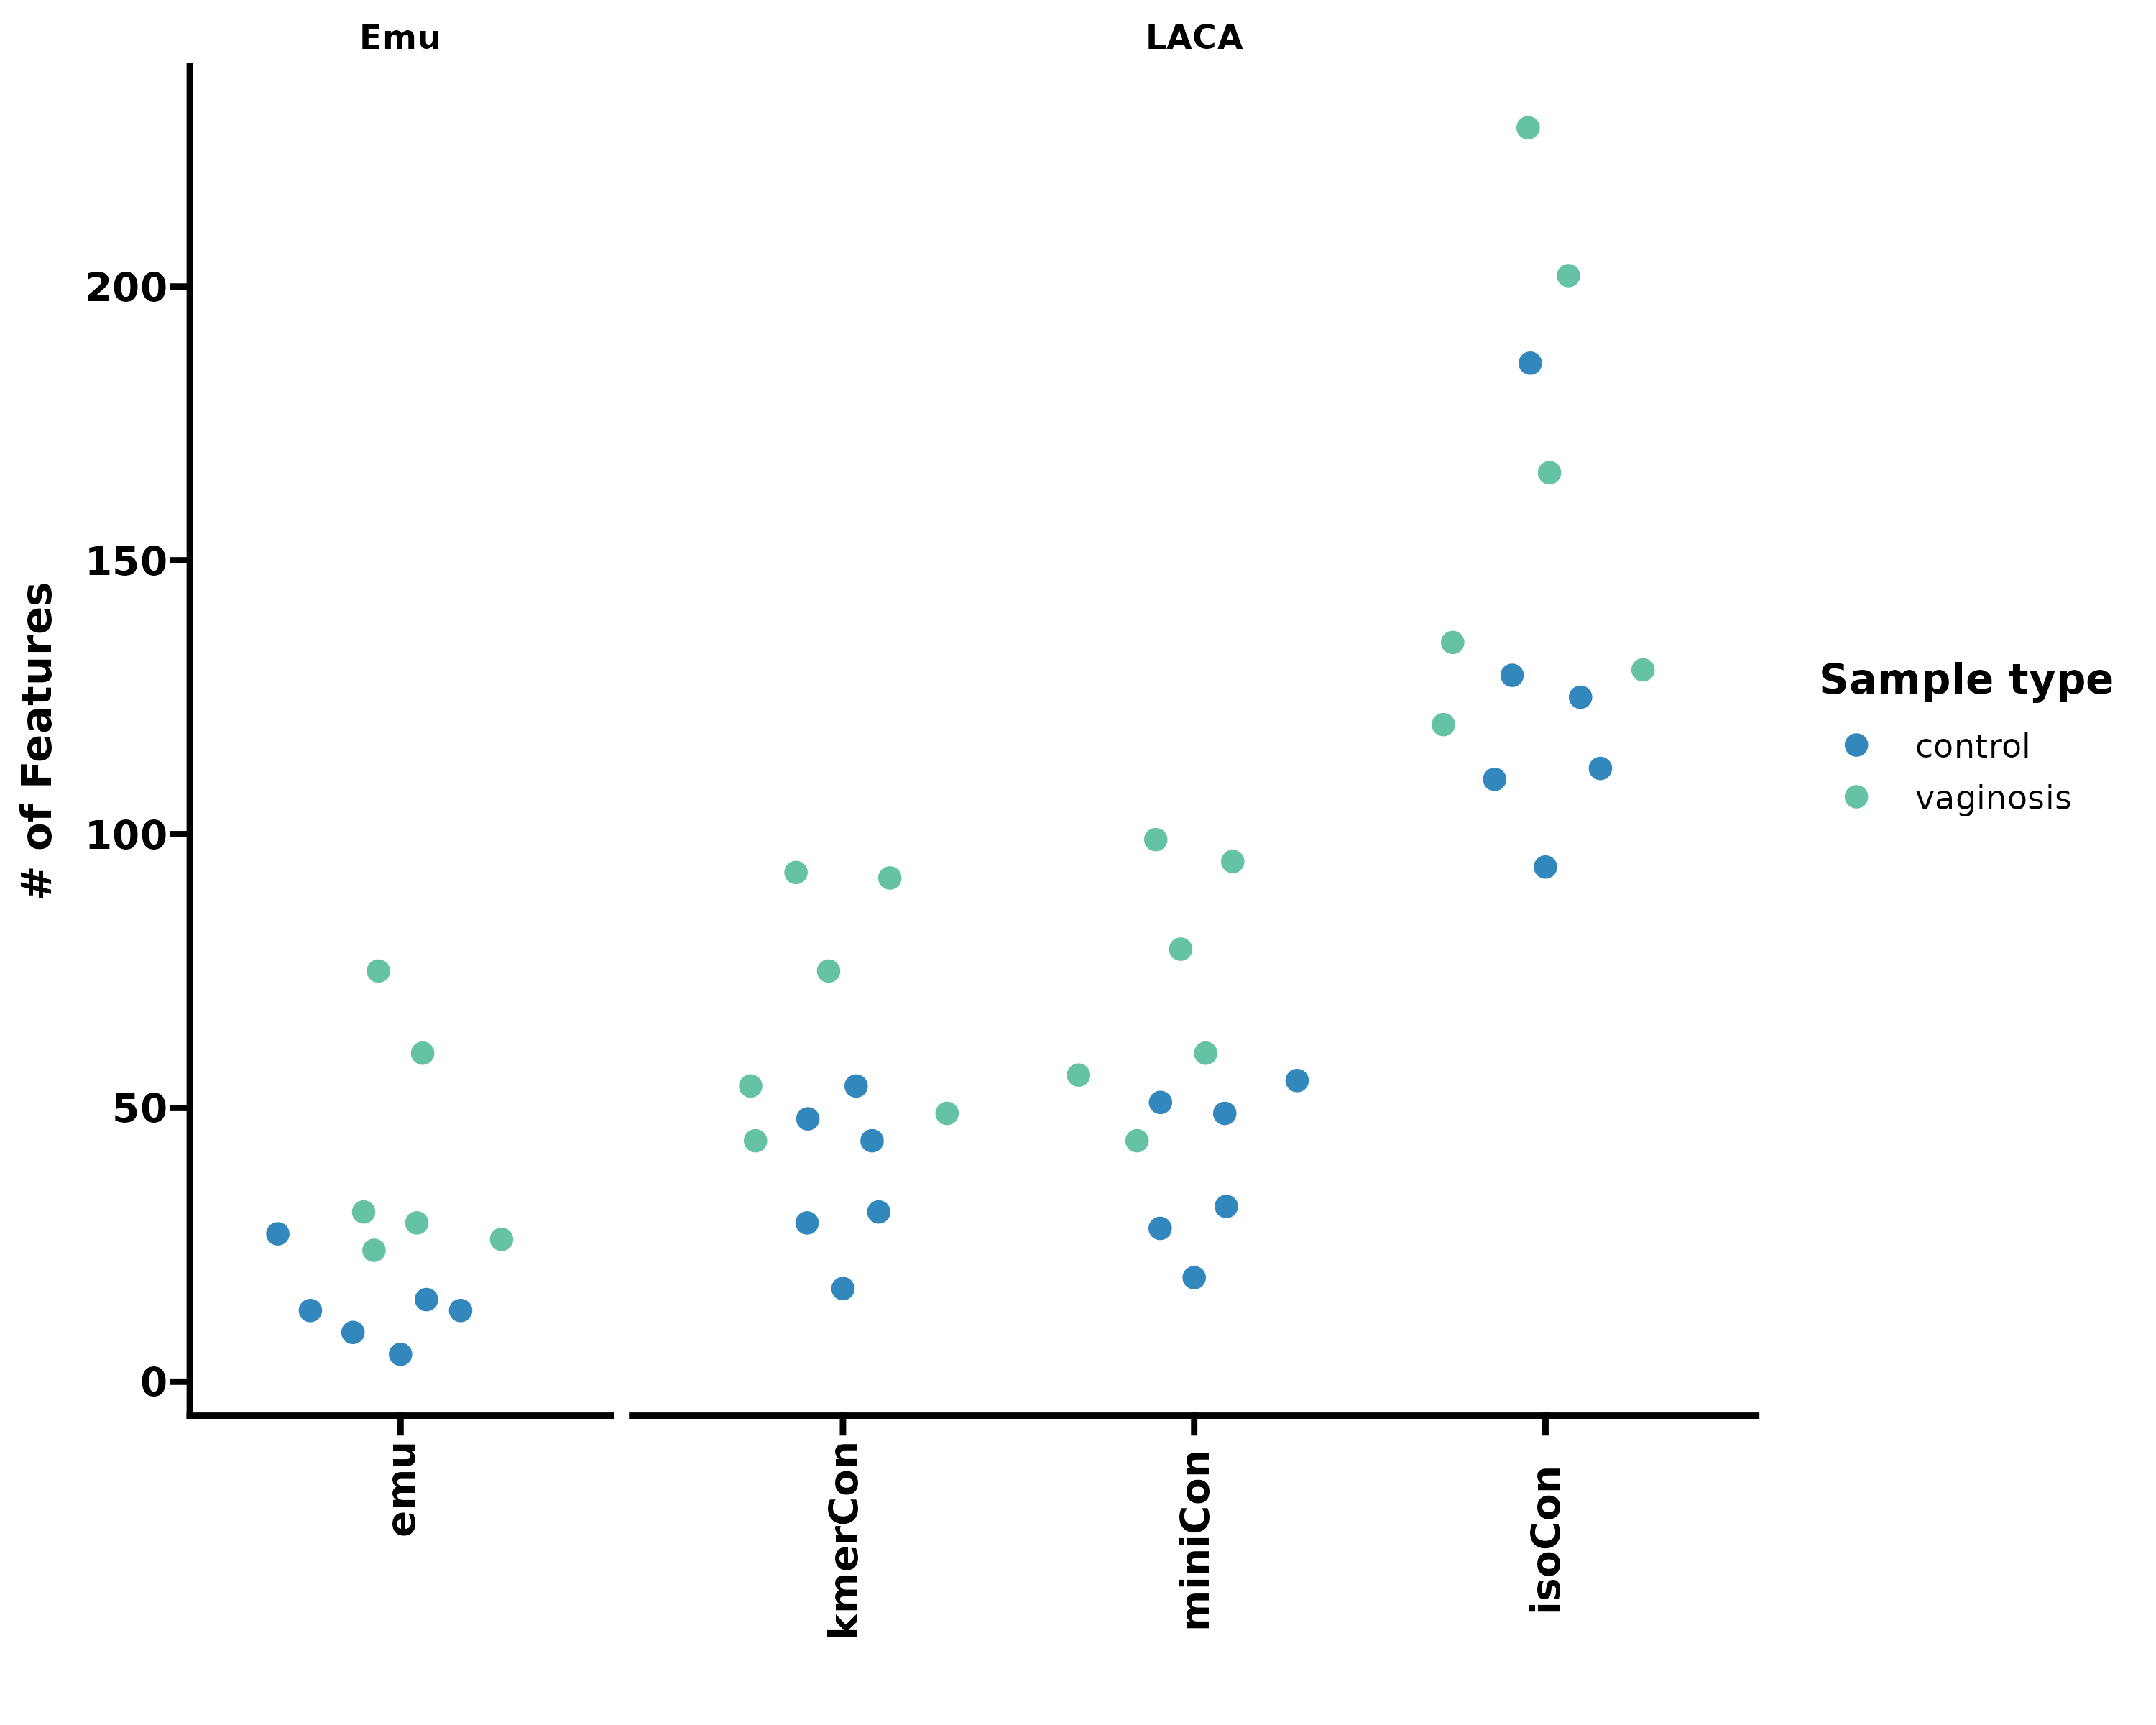 Emu
LACA
# of Features
200
150
100
50
0
emu
kmerCon
miniCon
isoCon
Sample type
control
vaginosis